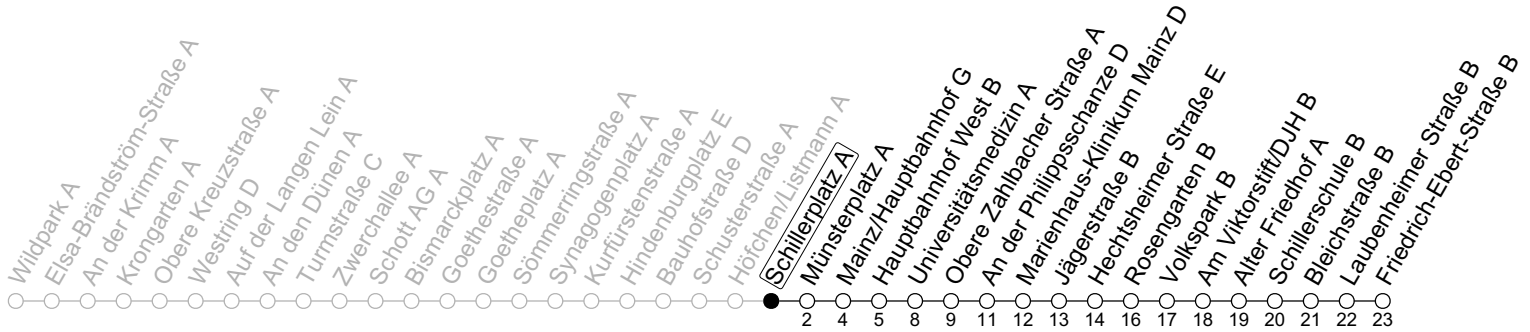 Wildpark A
Elsa-Brändström-Straße A
An der Krimm A
Krongarten A
Obere Kreuzstraße A
Westring D
Auf der Langen Lein A
An den Dünen A
Turmstraße C
Zwerchallee A
Schott AG A
Bismarckplatz A
Goethestraße A
Goetheplatz A
Sömmerringstraße A
Synagogenplatz A
Kurfürstenstraße A
Hindenburgplatz E
Bauhofstraße D
Schusterstraße A
Höfchen/Listmann A
Schillerplatz A
Münsterplatz A
Mainz/Hauptbahnhof G
Hauptbahnhof West B
Universitätsmedizin A
Obere Zahlbacher Straße A
An der Philippsschanze D
Marienhaus-Klinikum Mainz D
Jägerstraße B
Hechtsheimer Straße E
Rosengarten B
Volkspark B
Am Viktorstift/DJH B
Alter Friedhof A
Schillerschule B
Bleichstraße B
Laubenheimer Straße B
Friedrich-Ebert-Straße B
2 4 5 8 9 11 12 13 14 16 17 18 19 20 21 22 23